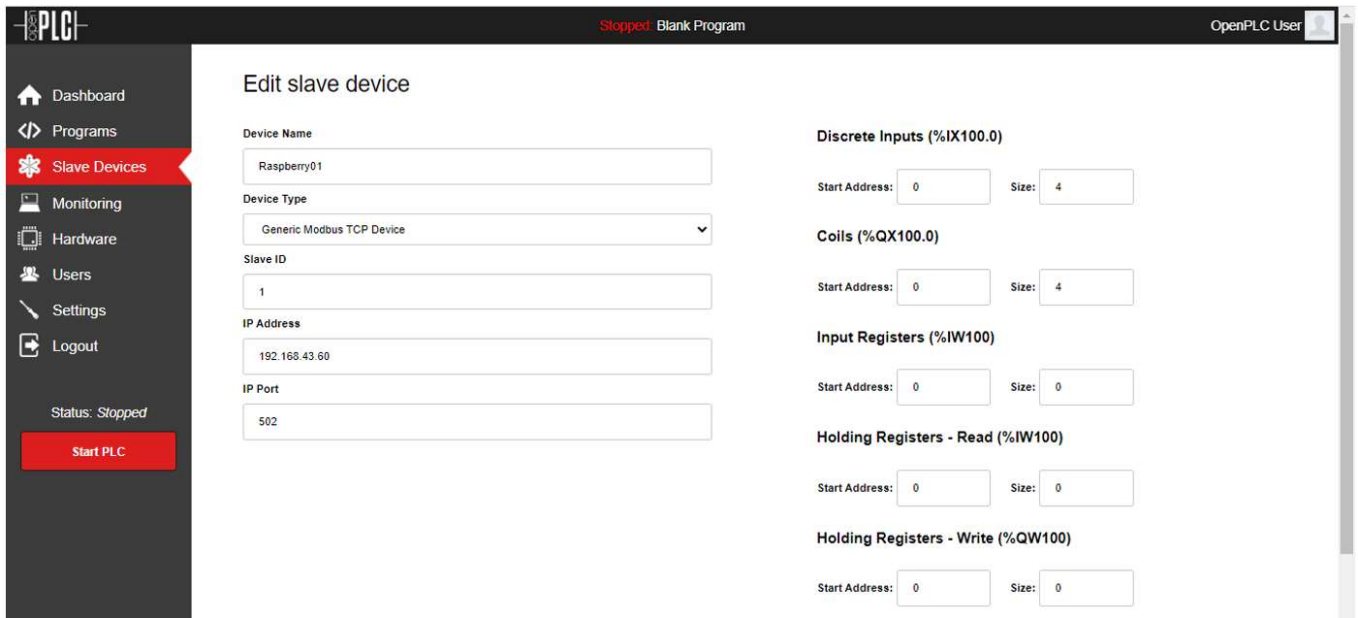 open PLC
Stopped: Blank Program
OpenPLC User
Dashboard
Programs
Slave Devices
Monitoring
Hardware
Users
Settings
Logout
Status: Stopped
Start PLC
Edit slave device
Device Name
Raspberry01
Device Type
Generic Modbus TCP Device
Slave ID
1
IP Address
192.168.43.60
IP Port
502
Discrete Inputs (%IX100.0)
Start Address: 0 Size: 4
Coils (%QX100.0)
Start Address: 0 Size: 4
Input Registers (%IW100)
Start Address: 0 Size: 0
Holding Registers - Read (%IW100)
Start Address: 0 Size: 0
Holding Registers - Write (%QW100)
Start Address: 0 Size: 0